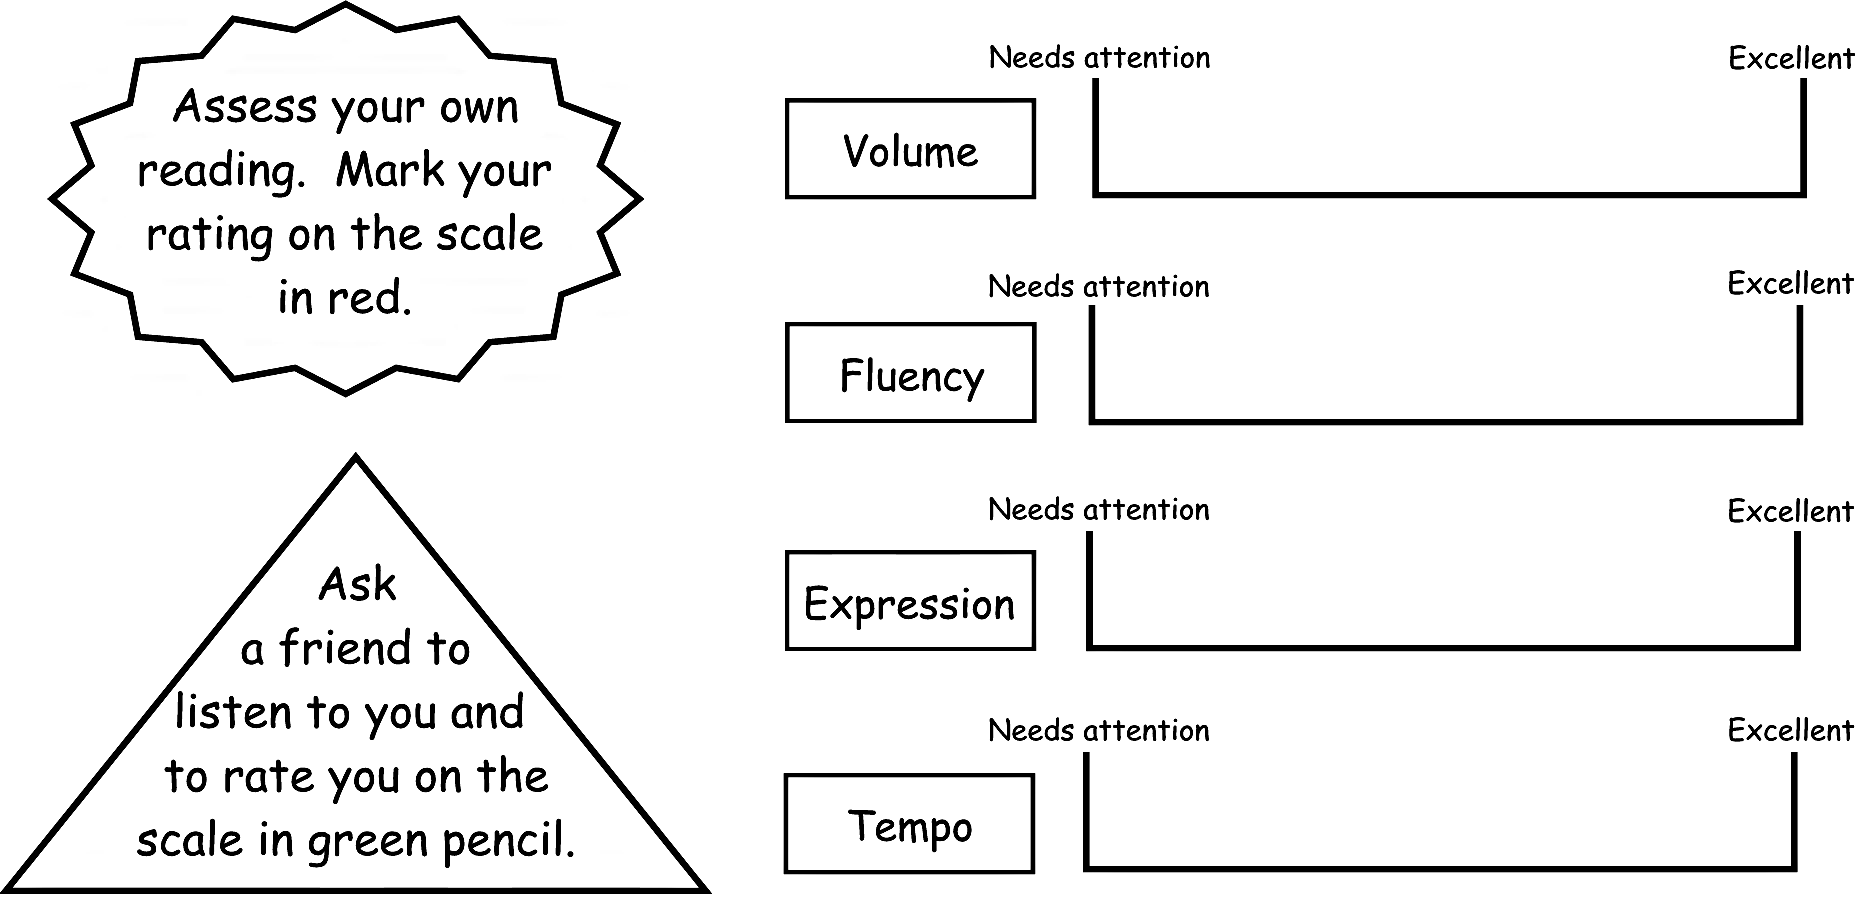 Assess your own
reading.  Mark your
rating on the scale
in red.
Ask
a friend to
listen to you and
to rate you on the
scale in green pencil.
Needs attention
Excellent
Volume
Needs attention
Excellent
Fluency
Needs attention
Excellent
Expression
Needs attention
Excellent
Tempo